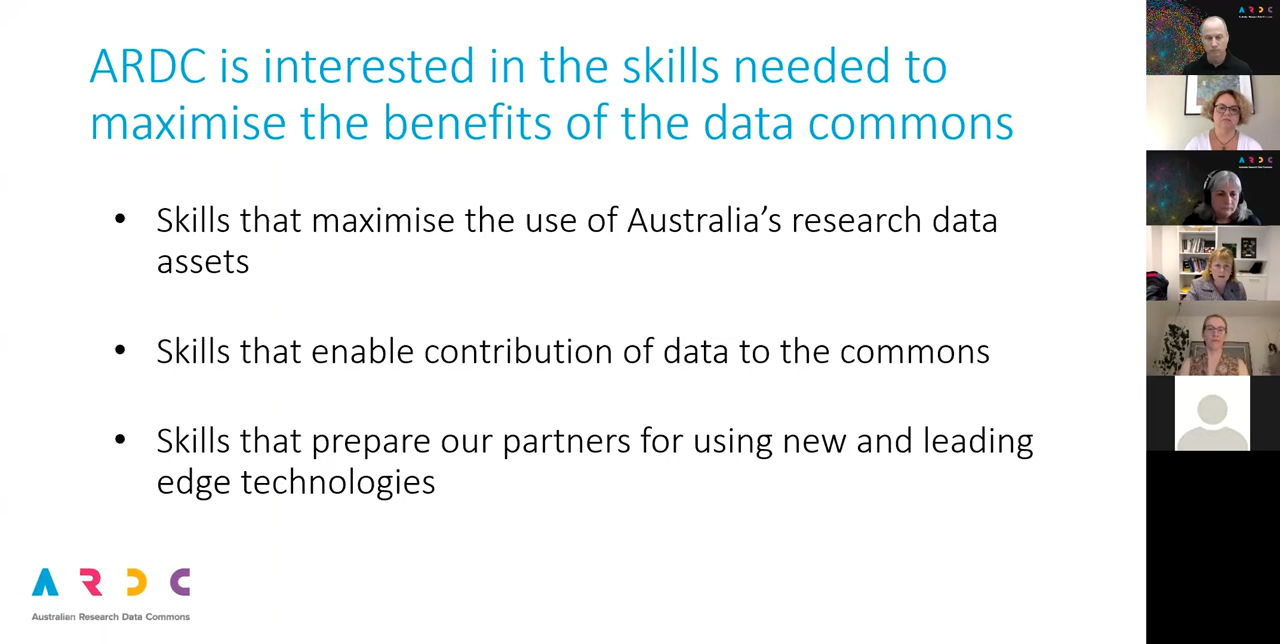 ARDC is interested in the skills needed to
maximise the benefits of the data commons
• Skills that maximise the use of Australia’s research data
assets
• Skills that enable contribution of data to the commons
• Skills that prepare our partners for using new and leading
edge technologies
ARDC
Australian Research Data Commons
ARDC
ARDC